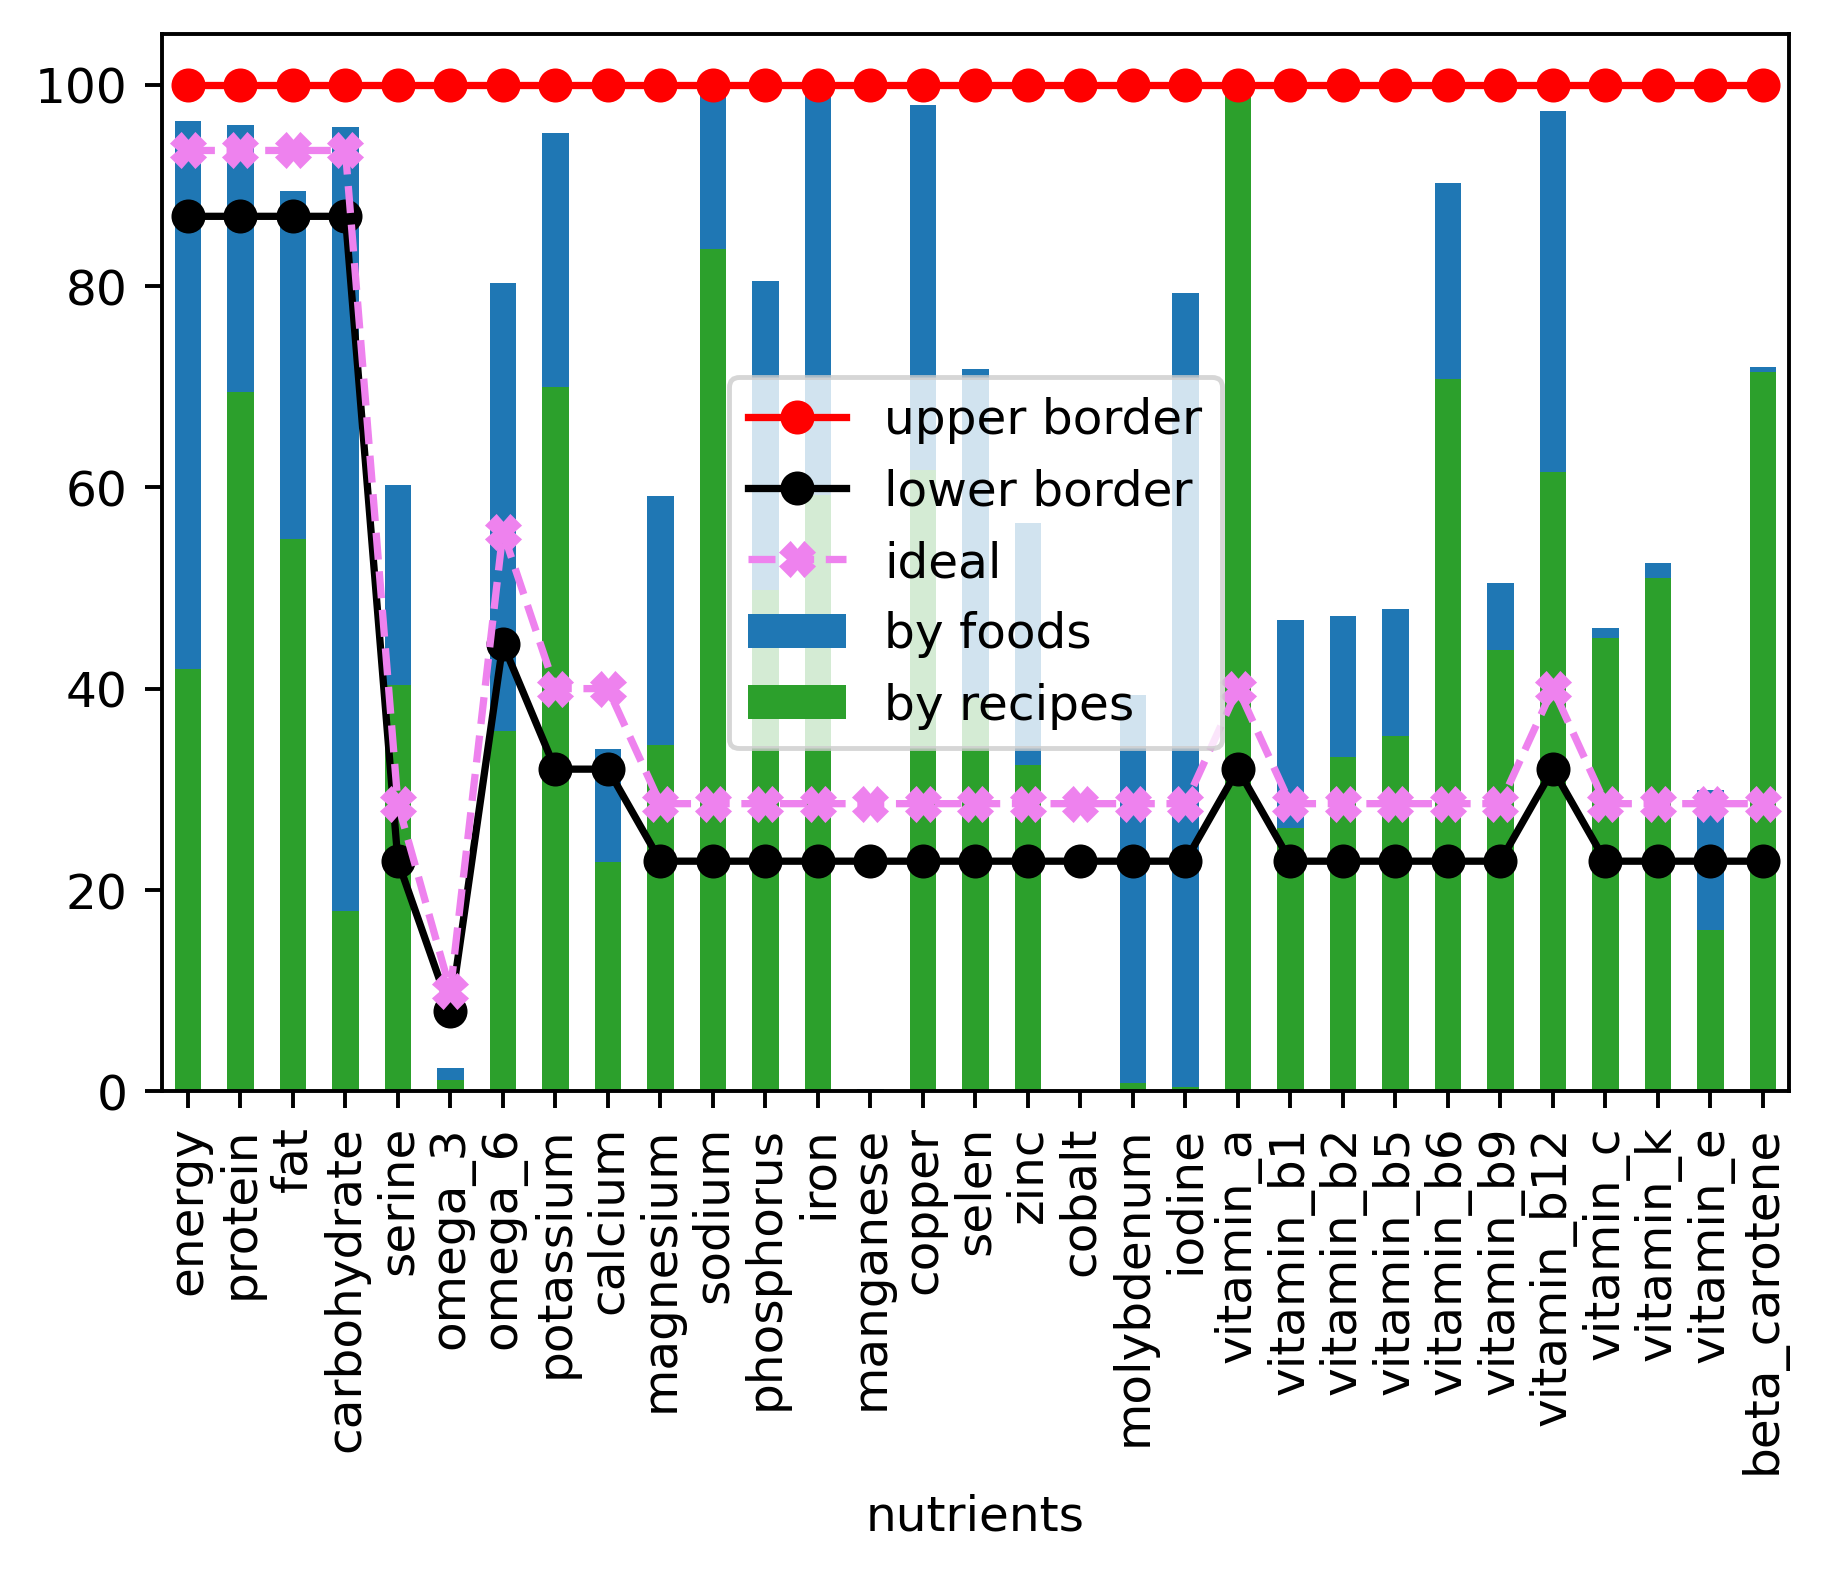 100
80
60
40
20
0
upper border
lower border
ideal
by foods
by recipes
energy
protein
fat
carbohydrate
serine
omega_3
omega_6
potassium
calcium
magnesium
sodium
phosphorus
iron
manganese
copper
selen
zinc
cobalt
molybdenum
iodine
vitamin_a
vitamin_b1
vitamin_b2
vitamin_b5
vitamin_b6
vitamin_b9
vitamin_b12
vitamin_c
vitamin_k
vitamin_e
beta_carotene
nutrients